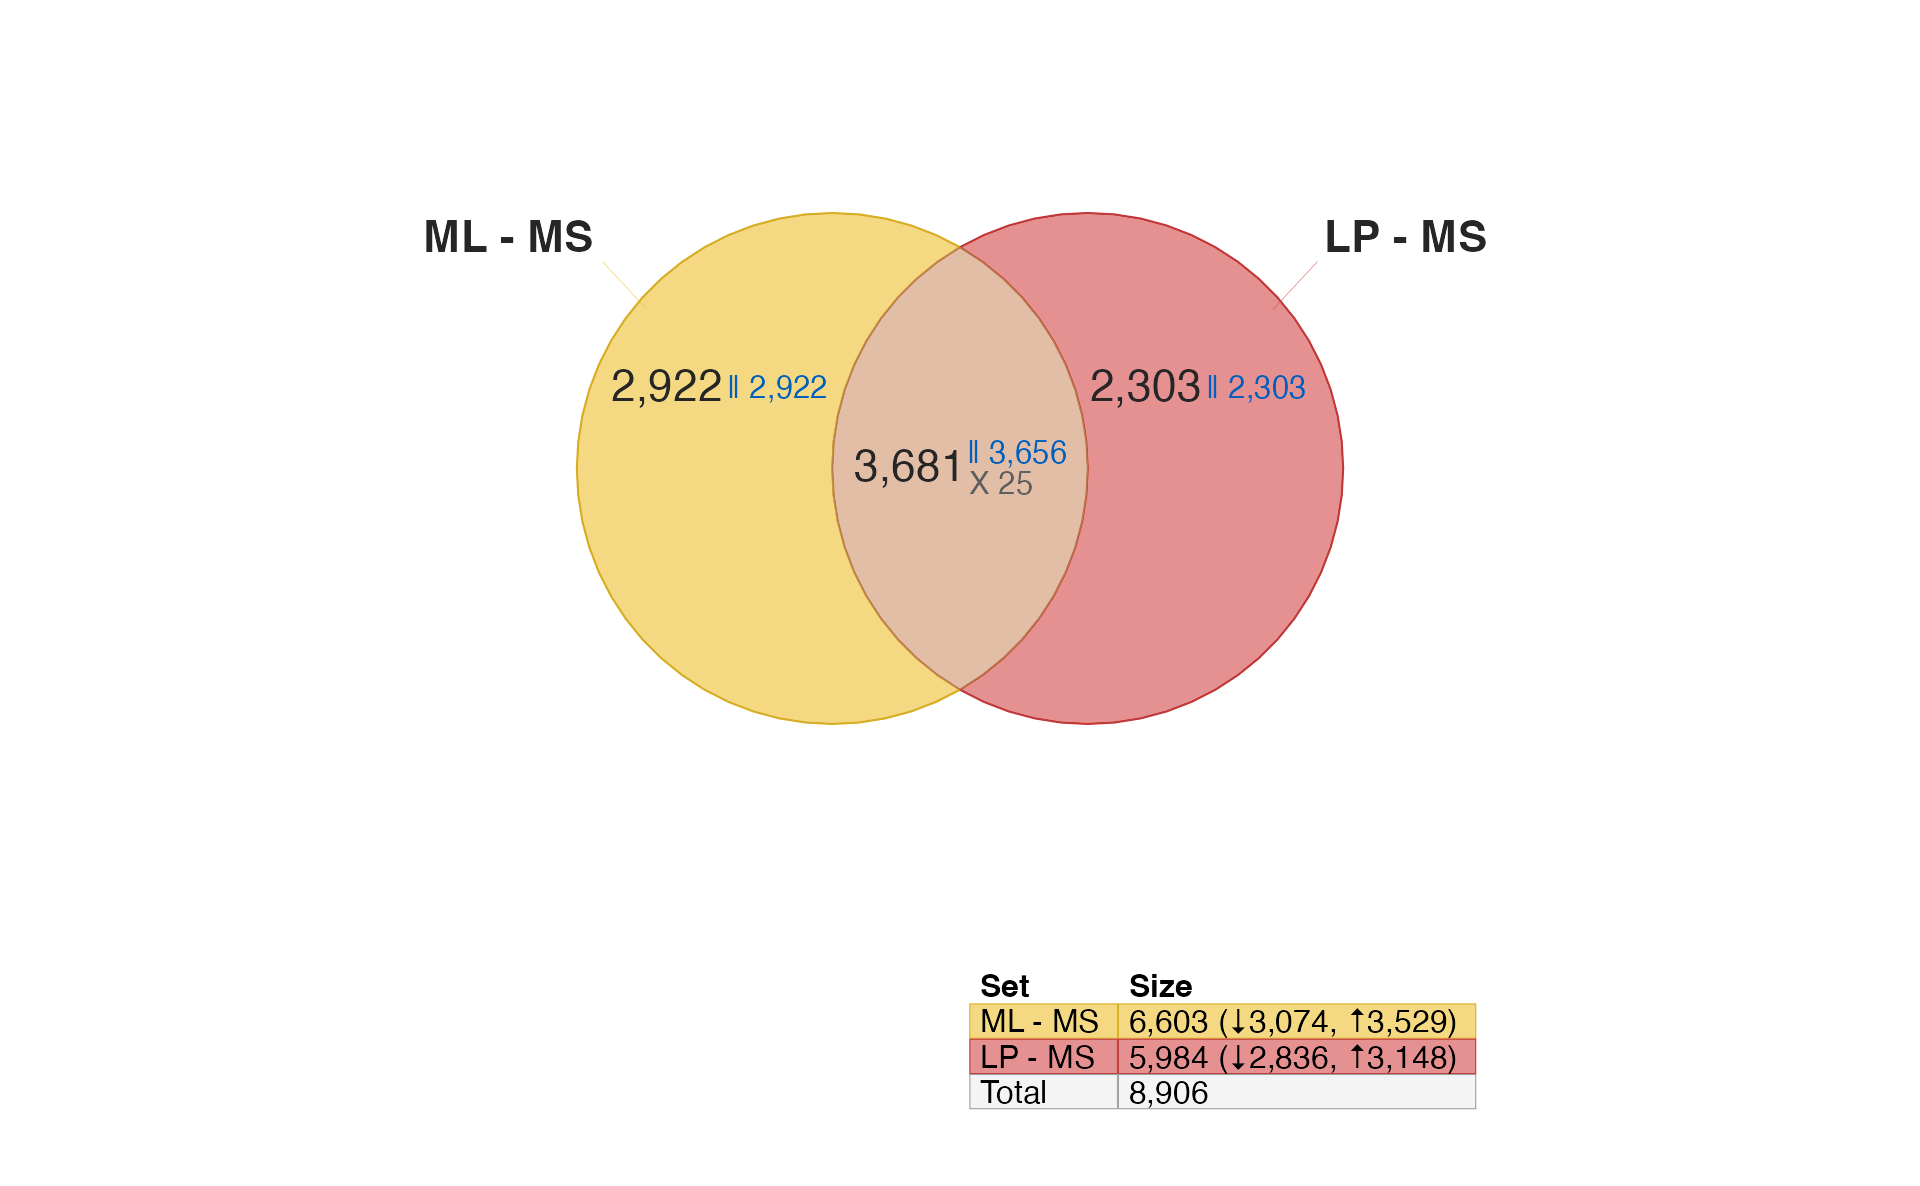 ML - MS
LP - MS
2,922 || 2,922
2,303 || 2,303
3,681 || 3,656
X 25
Set Size
ML - MS 6,603 (↓3,074, ↑3,529)
LP - MS 5,984 (↓2,836, ↑3,148)
Total 8,906